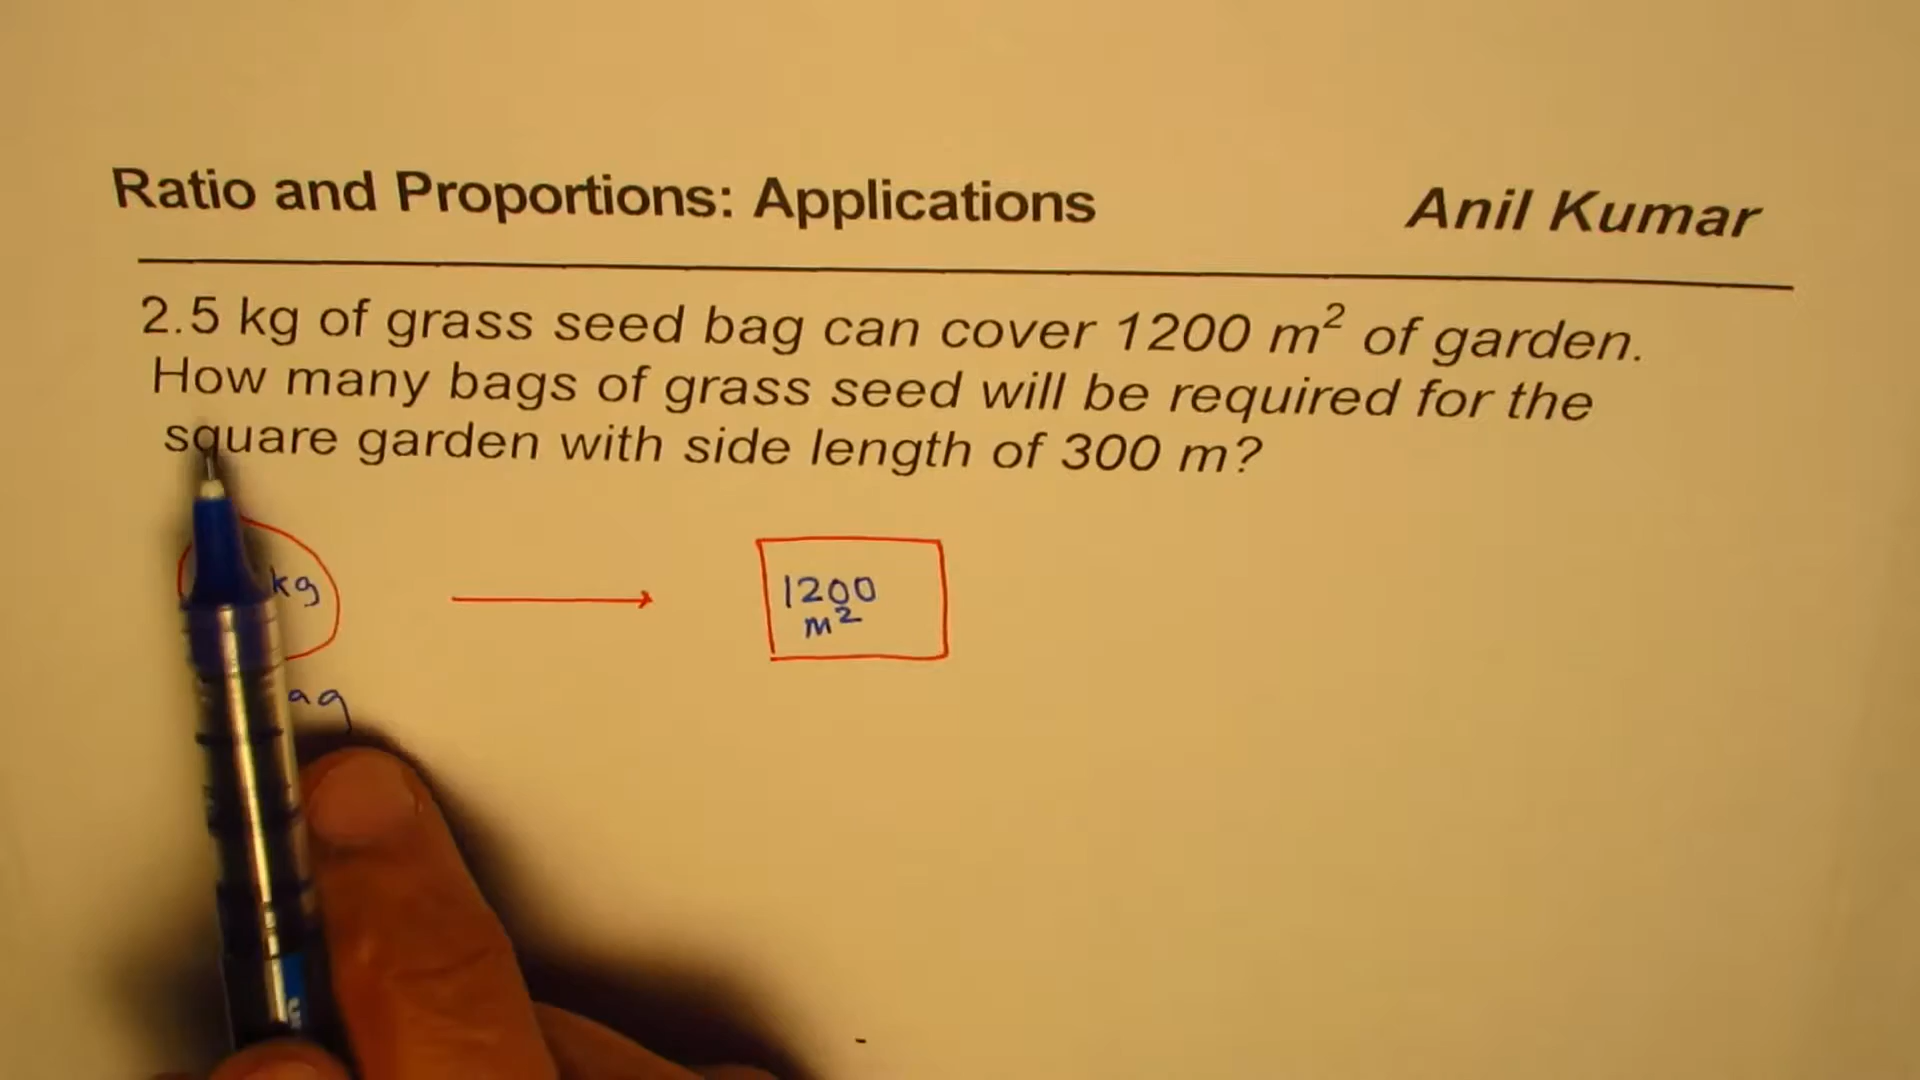 Ratio and Proportions: Applications
Anil Kumar
2.5 kg of grass seed bag can cover 1200 m² of garden.
How many bags of grass seed will be required for the
square garden with side length of 300 m?
kg
1200
m²